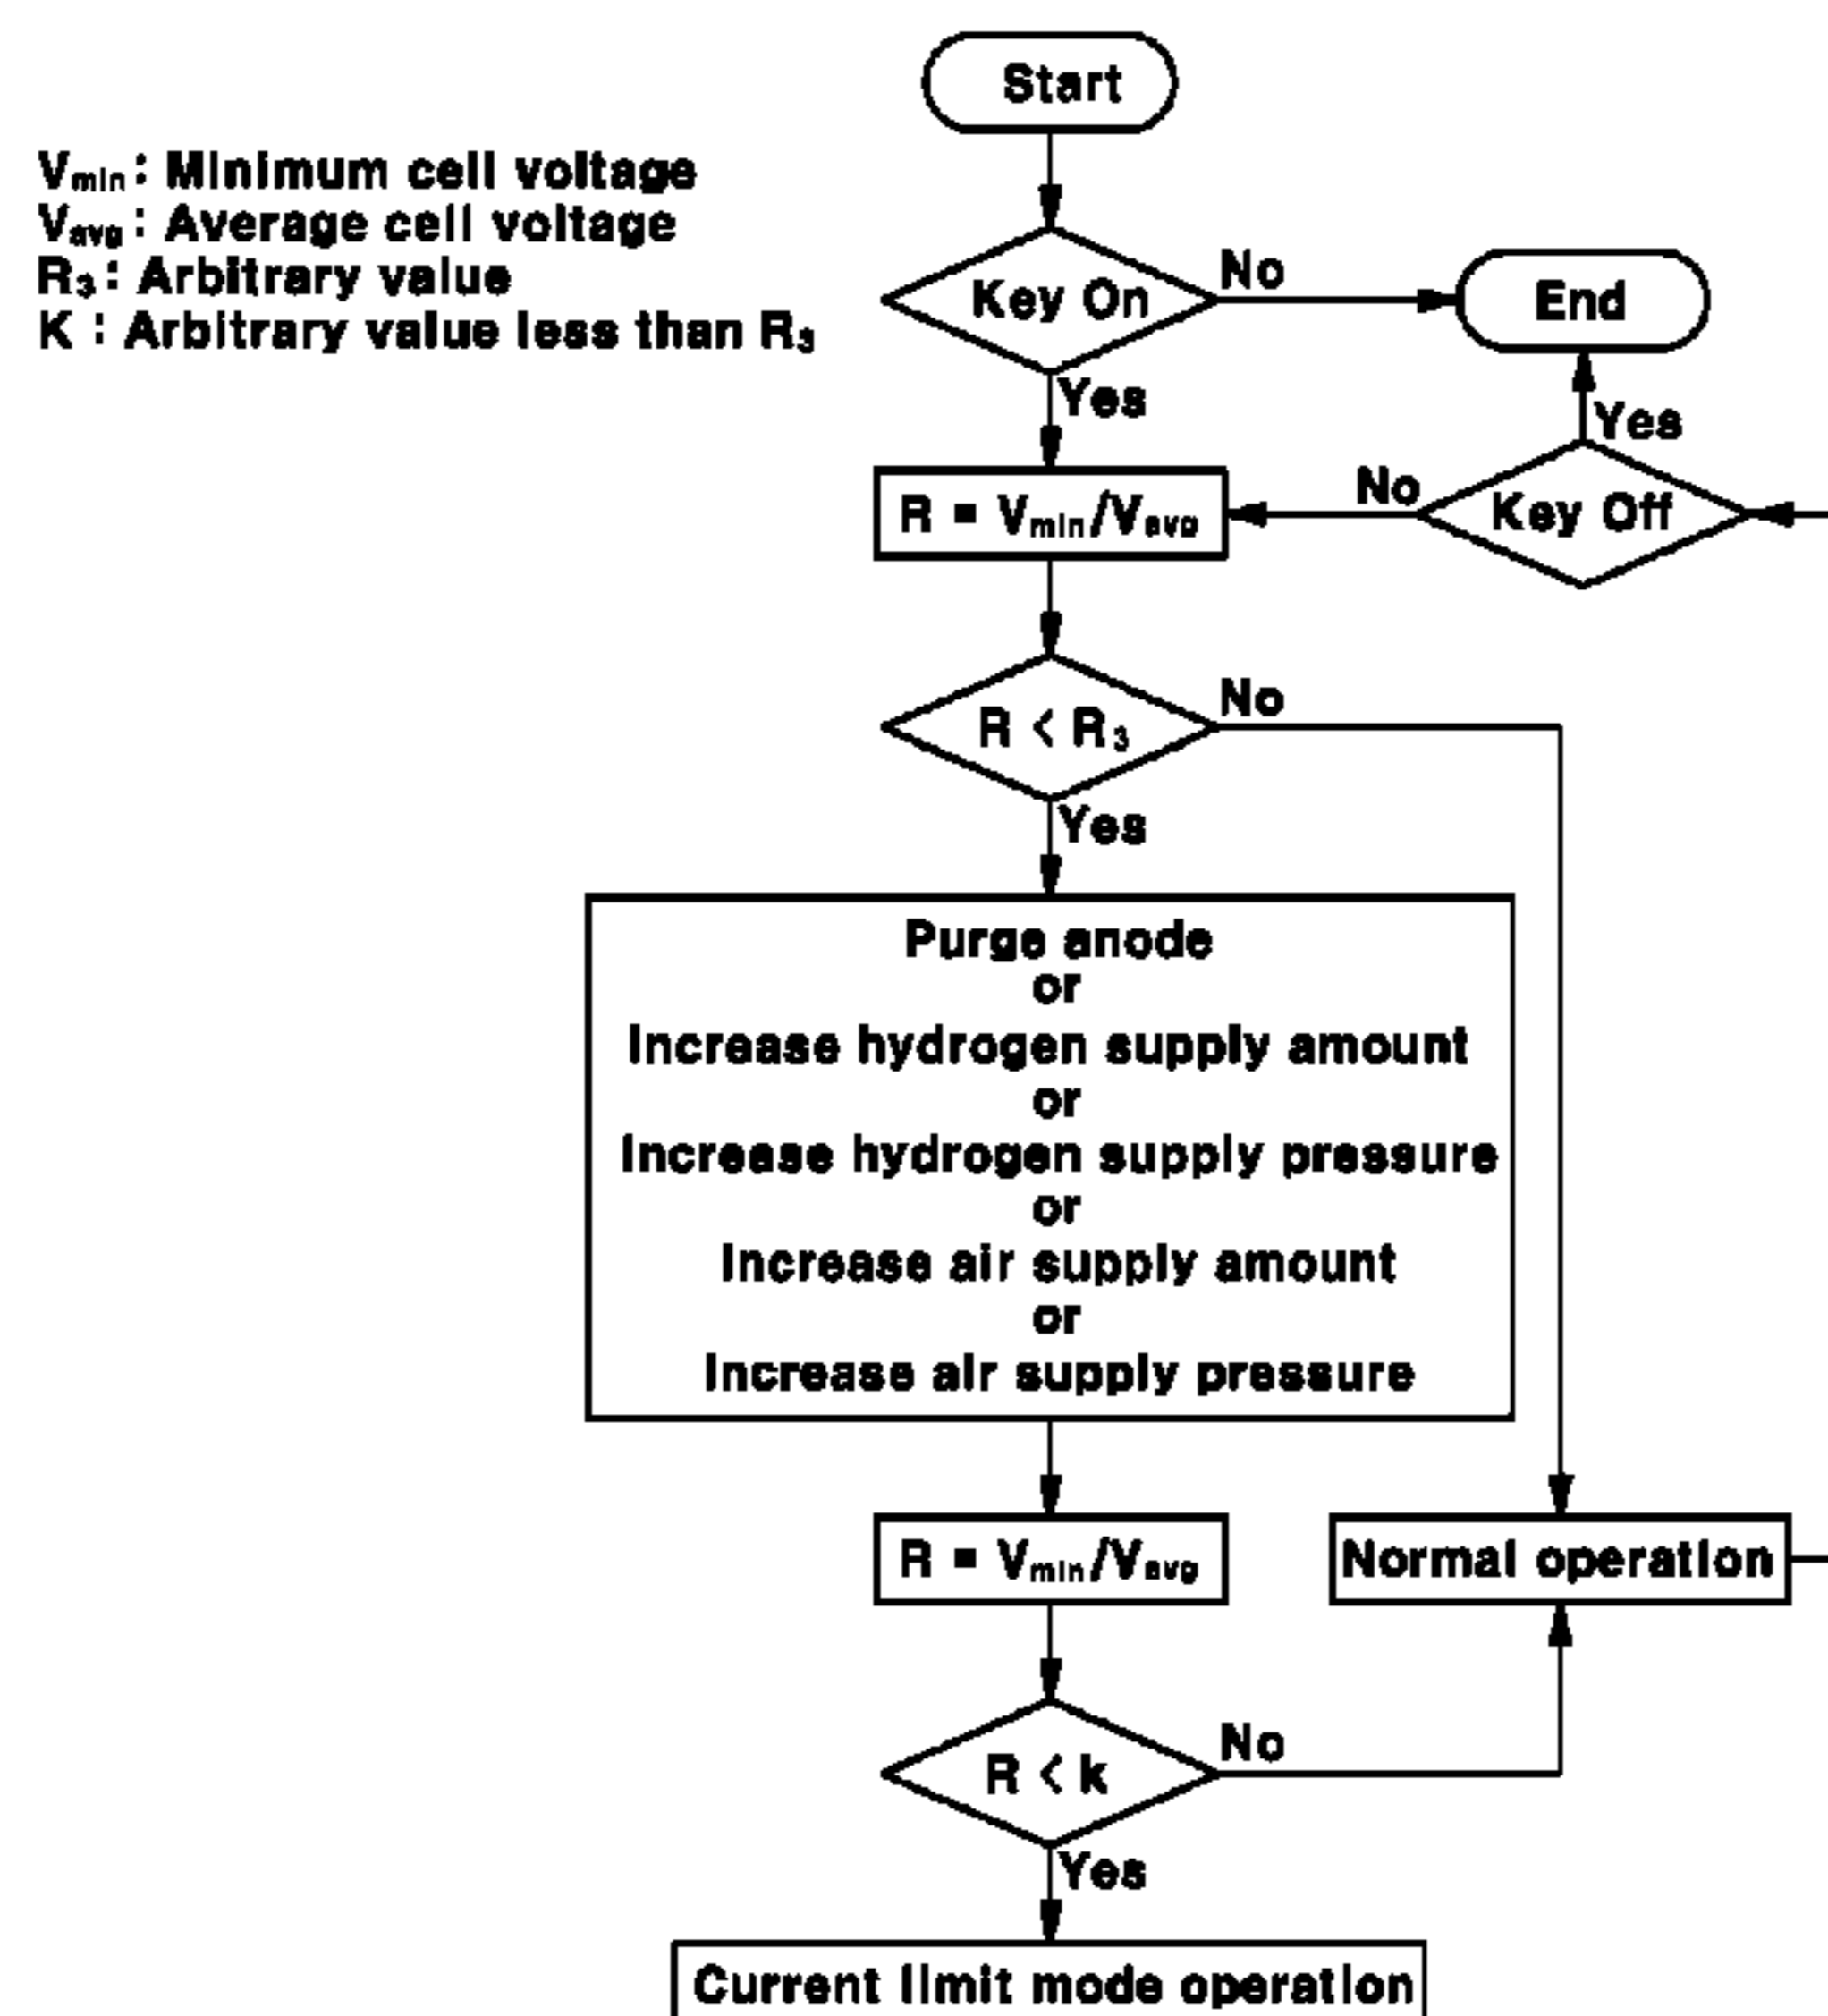 Start
Vmin : Minimum cell voltage
Vavg : Average cell voltage
R3 : Arbitrary value
K : Arbitrary value less than R3
Key On
No
End
Yes
Yes
R = Vmin/Vavg
No
Key Off
R < R3
No
Yes
Purge anode
or
Increase hydrogen supply amount
or
Increase hydrogen supply pressure
or
Increase air supply amount
or
Increase air supply pressure
R = Vmin/Vavg
Normal operation
R < k
No
Yes
Current limit mode operation